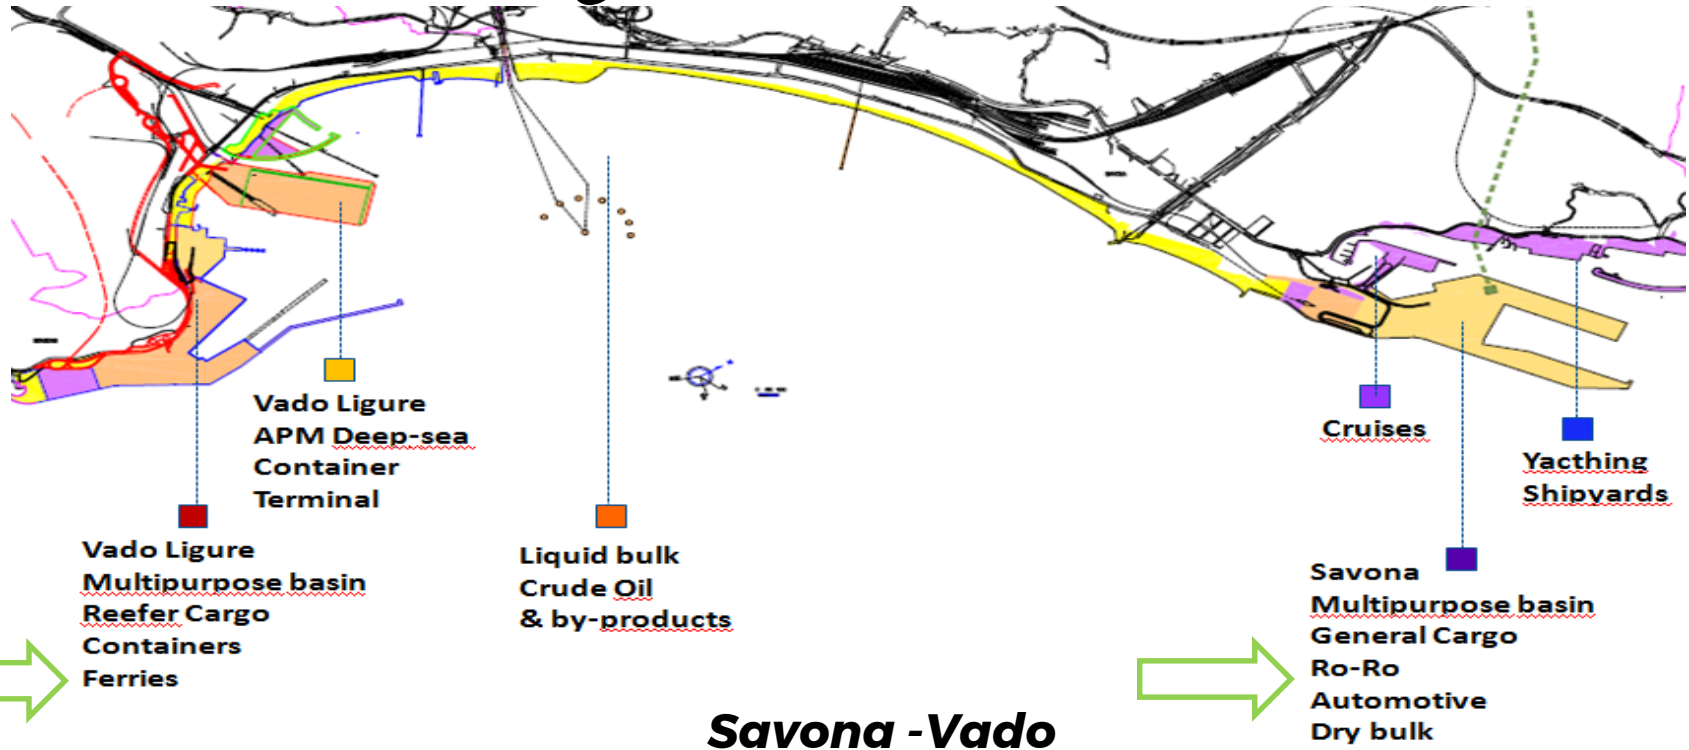 Vado Ligure
APM Deep-sea
Container
Terminal
Vado Ligure
Multipurpose basin
Reefer Cargo
Containers
Ferries
Liquid bulk
Crude Oil
& by-products
Cruises
Yacthing
Shipyards
Savona
Multipurpose basin
General Cargo
Ro-Ro
Automotive
Dry bulk
Savona -Vado